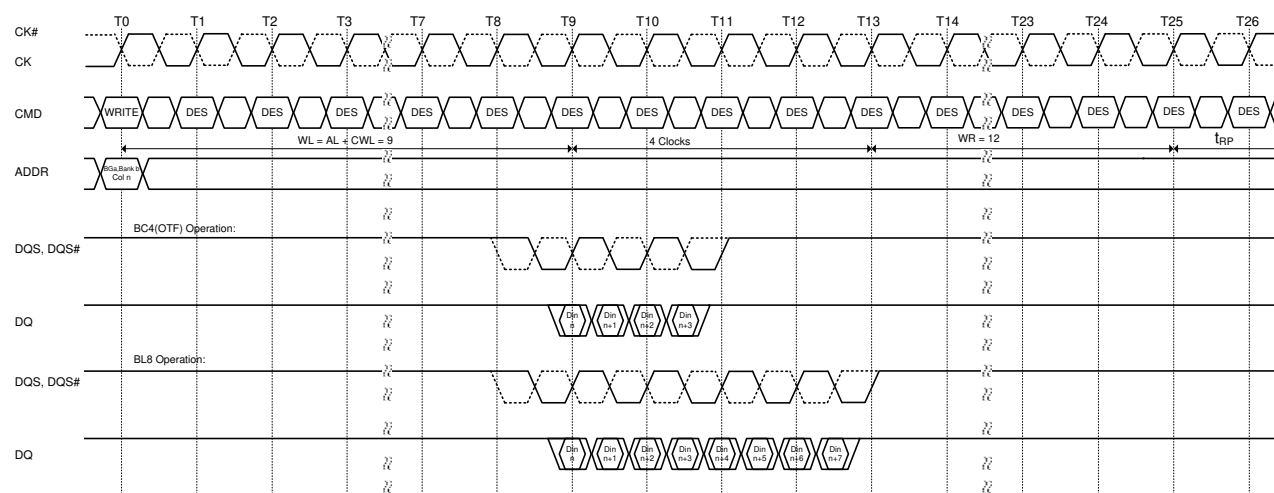 T0 T1 T2 T3 T7 T8 T9 T10 T11 T12 T13 T14 T23 T24 T25 T26
CK#
CK
CMD WRITE DES DES DES DES DES DES DES DES DES DES DES DES DES DES DES
WL = AL + CWL = 9 4 Clocks WR = 12 tRP
ADDR BGa,Bank b
Col n
BC4(OTF) Operation:
DQS, DQS#
DQ Din n Din n+1 Din n+2 Din n+3
BL8 Operation:
DQS, DQS#
DQ Din n Din n+1 Din n+2 Din n+3 Din n+4 Din n+5 Din n+6 Din n+7